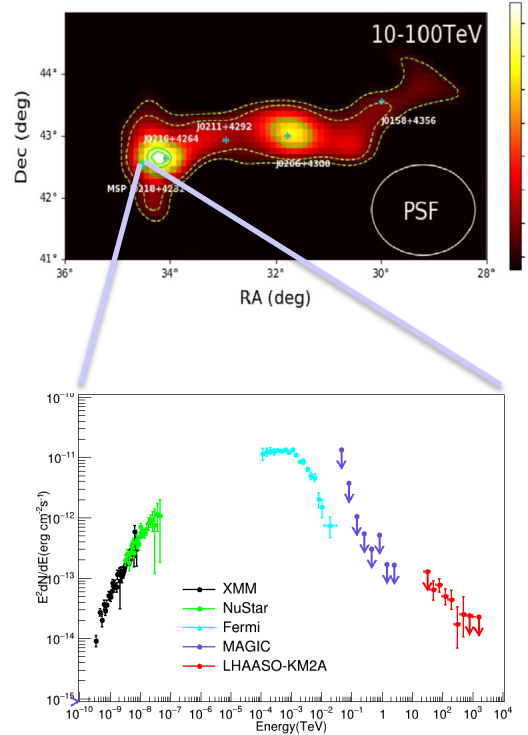 10-100TeV
44°
43°
42°
41°
Dec (deg)
J0158+4356
J0211+4292
J0216+4264
J0206+4300
MSP J0218+4232
PSF
36°
34°
32°
30°
28°
RA (deg)
10⁻¹⁰
10⁻¹¹
10⁻¹²
10⁻¹³
10⁻¹⁴
10⁻¹⁵
E²dN/dE(erg cm⁻²s⁻¹)
XMM
NuStar
Fermi
MAGIC
LHAASO-KM2A
10⁻¹⁰ 10⁻⁹ 10⁻⁸ 10⁻⁷ 10⁻⁶ 10⁻⁵ 10⁻⁴ 10⁻³ 10⁻² 10⁻¹ 1 10 10² 10³ 10⁴
Energy(TeV)